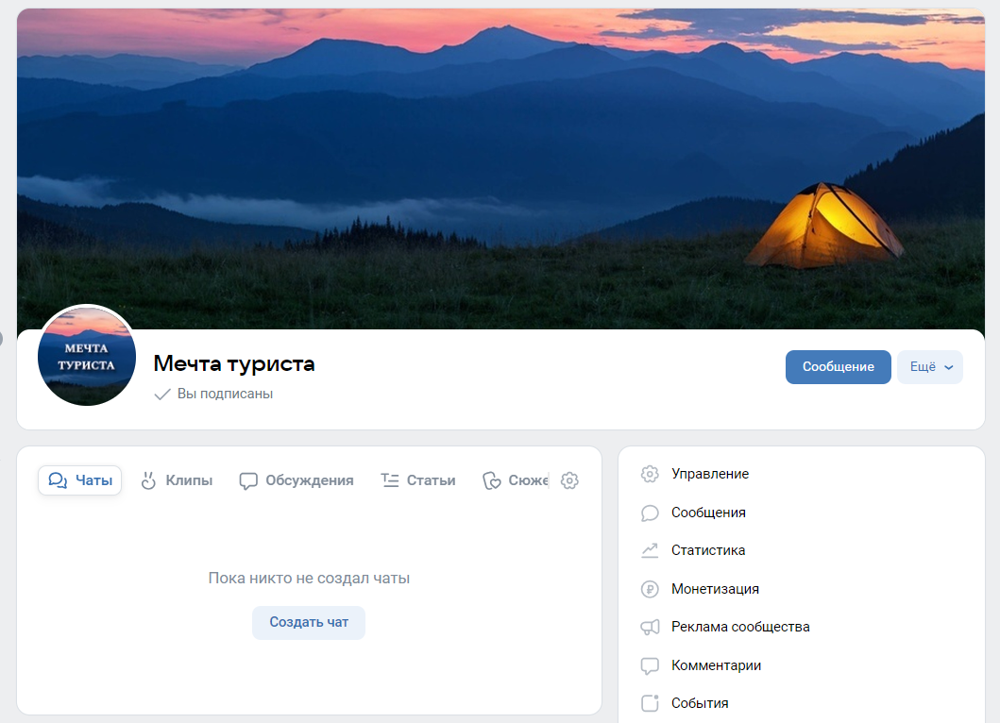 МЕЧТА
ТУРИСТА
Мечта туриста
Вы подписаны
Сообщение
Ещё
Чаты
Клипы
Обсуждения
Статьи
Сюже
Пока никто не создал чаты
Создать чат
Управление
Сообщения
Статистика
Монетизация
Реклама сообщества
Комментарии
События